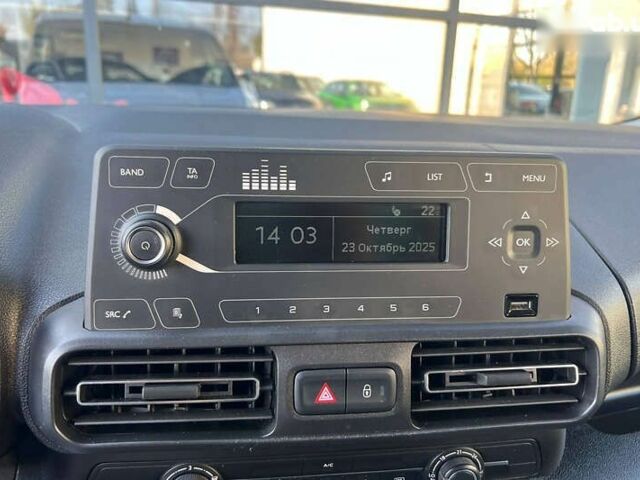 BAND
TA
INFO
LIST
MENU
22
14 03
Четверг
23 Октябрь 2025
OK
SRC
1 2 3 4 5 6
A/C